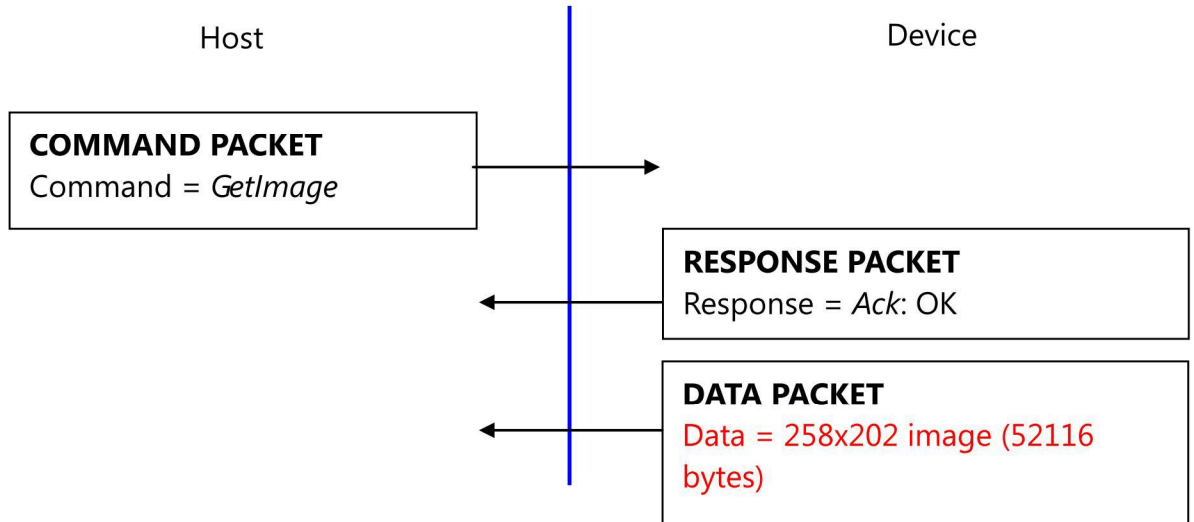 Host
Device
COMMAND PACKET
Command = GetImage
RESPONSE PACKET
Response = Ack: OK
DATA PACKET
Data = 258x202 image (52116
bytes)